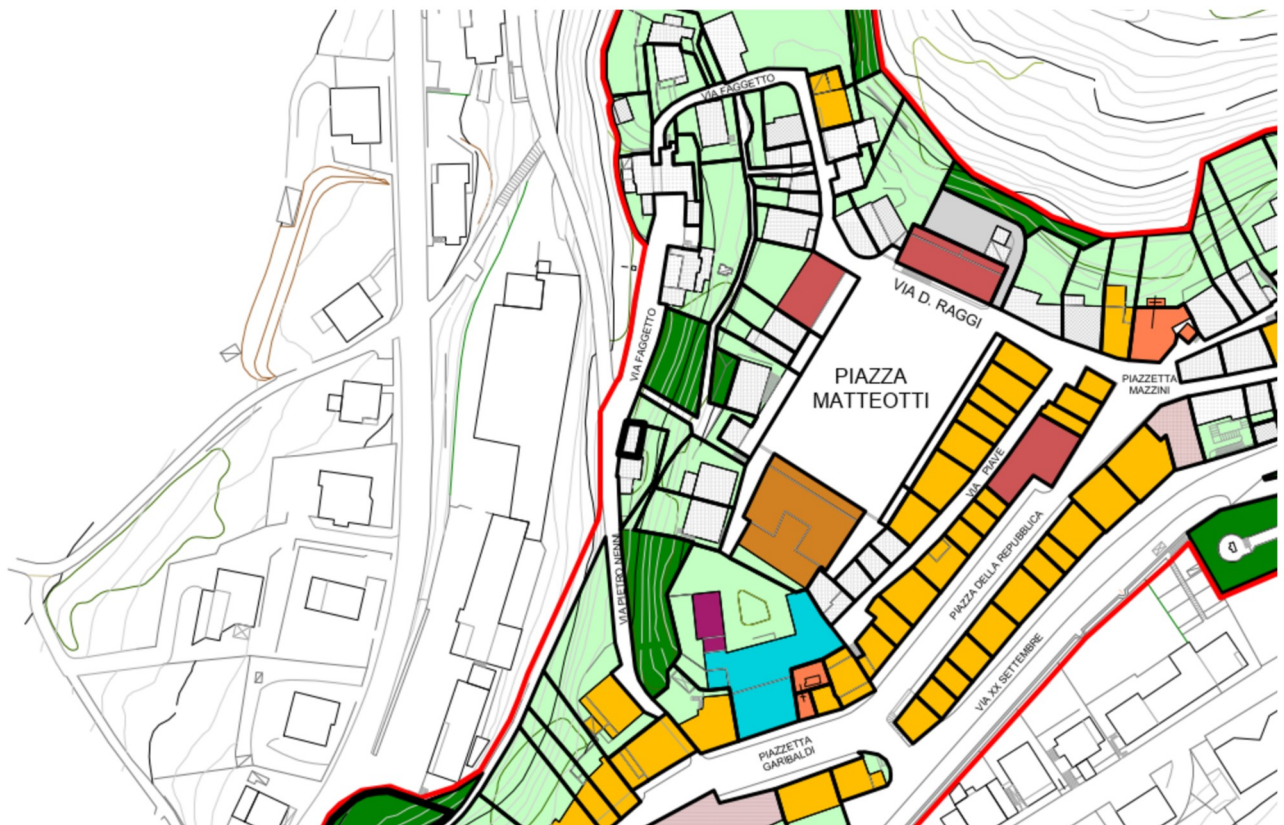 VIA FAGGETTO
VIA D. RAGGI
VIA FAGGETTO
PIAZZA
MATTEOTTI
PIAZZETTA
MAZZINI
VIA PIAVE
PIAZZA DELLA REPUBBLICA
VIA PIETRO NENNI
VIA XX SETTEMBRE
PIAZZETTA
GARIBALDI